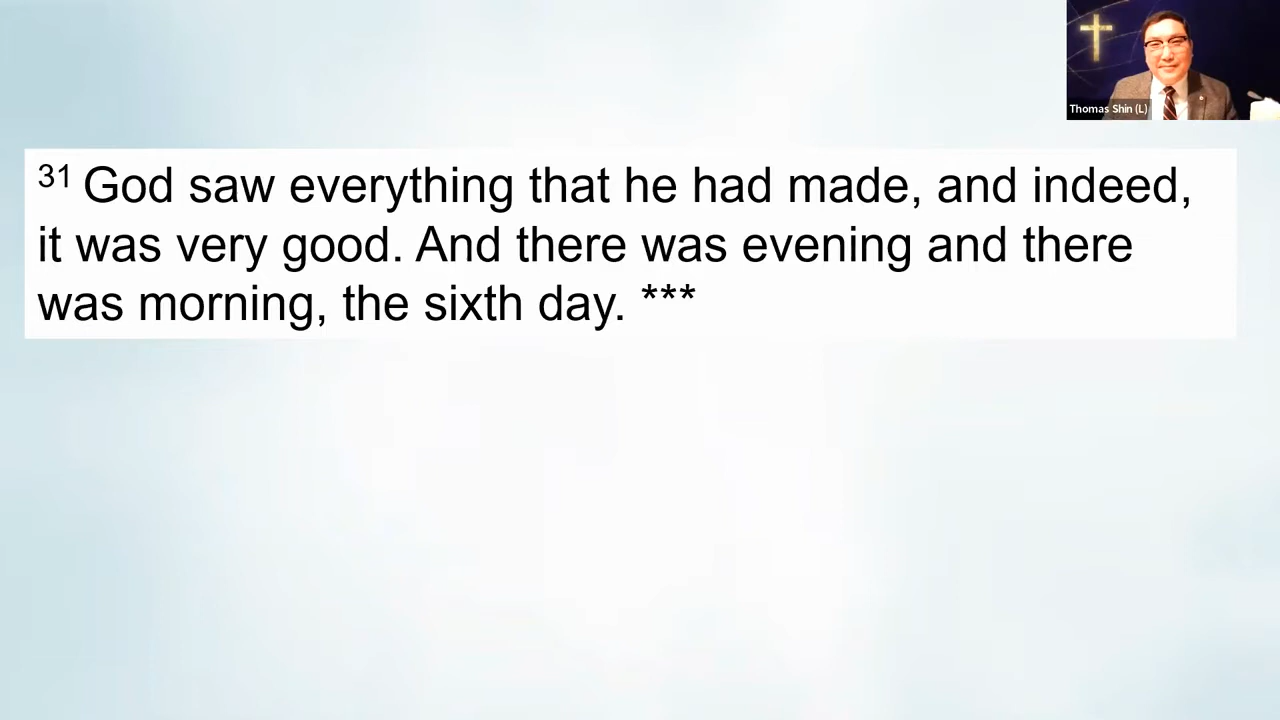 Thomas Shin (L)
31 God saw everything that he had made, and indeed,
it was very good. And there was evening and there
was morning, the sixth day. ***